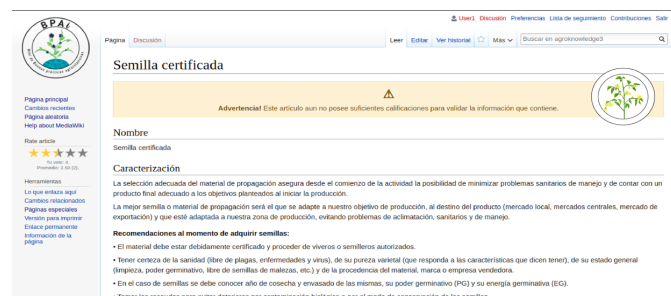 User1 Discusión Preferencias Lista de seguimiento Contribuciones Salir
BPAL
Página Discusión Leer Editar Ver historial Más Buscar en agroknowledge3
Semilla certificada
Advertencia! Este artículo aun no posee suficientes calificaciones para validar la información que contiene.
Página principal
Cambios recientes
Página aleatoria
Help about MediaWiki
Rate article
Tu voto: 4,
Promedio: 2.50 (2).
Herramientas
Lo que enlaza aquí
Cambios relacionados
Páginas especiales
Versión para imprimir
Enlace permanente
Información de la
página
Nombre
Semilla certificada
Caracterización
La selección adecuada del material de propagación asegura desde el comienzo de la actividad la posibilidad de minimizar problemas sanitarios de manejo y de contar con un
producto final adecuado a los objetivos planteados al iniciar la producción.
La mejor semilla o material de propagación será el que se adapte a nuestro objetivo de producción, al destino del producto (mercado local, mercados centrales, mercado de
exportación) y que esté adaptada a nuestra zona de producción, evitando problemas de aclimatación, sanitarios y de manejo.
Recomendaciones al momento de adquirir semillas:
• El material debe estar debidamente certificado y proceder de viveros o semilleros autorizados.
• Tener certeza de la sanidad (libre de plagas, enfermedades y virus), de su pureza varietal (que responda a las características que dicen tener), de su estado general
(limpieza, poder germinativo, libre de semillas de malezas, etc.) y de la procedencia del material, marca o empresa vendedora.
• En el caso de semillas se debe conocer año de cosecha y envasado de las mismas, su poder germinativo (PG) y su energía germinativa (EG).